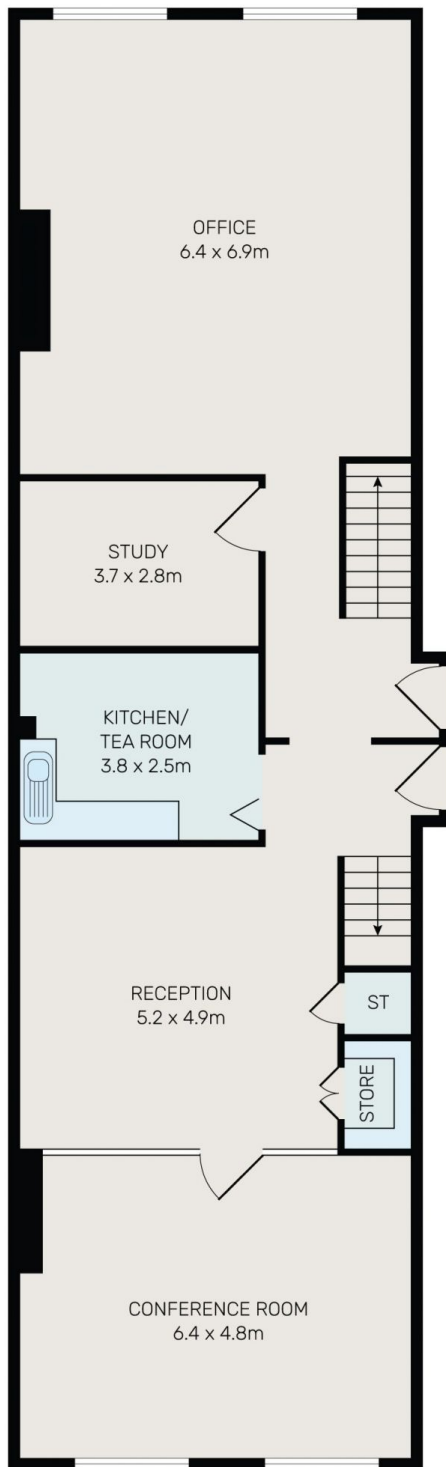 OFFICE
6.4 x 6.9m
STUDY
3.7 x 2.8m
KITCHEN/
TEA ROOM
3.8 x 2.5m
RECEPTION
5.2 x 4.9m
ST
STORE
CONFERENCE ROOM
6.4 x 4.8m